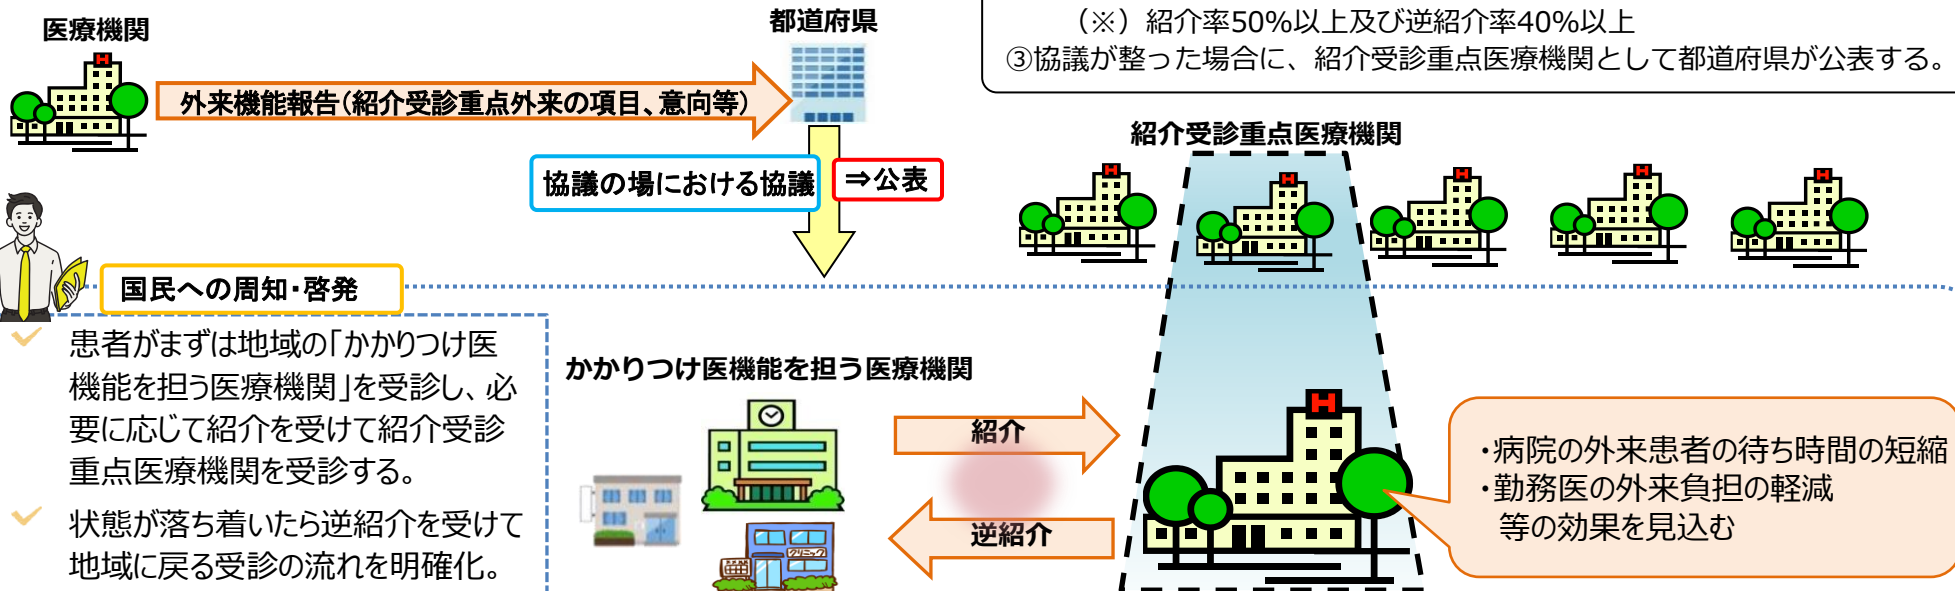 医療機関
都道府県
（※）紹介率50%以上及び逆紹介率40%以上
③協議が整った場合に、紹介受診重点医療機関として都道府県が公表する。
外来機能報告（紹介受診重点外来の項目、意向等）
協議の場における協議
⇒公表
紹介受診重点医療機関
国民への周知・啓発
患者がまずは地域の「かかりつけ医
機能を担う医療機関」を受診し、必
要に応じて紹介を受けて紹介受診
重点医療機関を受診する。
状態が落ち着いたら逆紹介を受けて
地域に戻る受診の流れを明確化。
かかりつけ医機能を担う医療機関
クリニック
紹介
逆紹介
・病院の外来患者の待ち時間の短縮
・勤務医の外来負担の軽減
等の効果を見込む